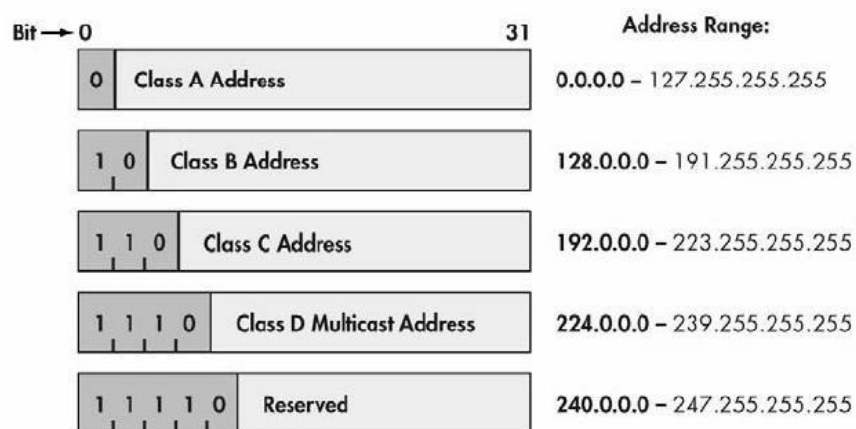 Address Range:
Bit → 0 31
0 Class A Address 0.0.0.0 – 127.255.255.255
1 0 Class B Address 128.0.0.0 – 191.255.255.255
1 1 0 Class C Address 192.0.0.0 – 223.255.255.255
1 1 1 0 Class D Multicast Address 224.0.0.0 – 239.255.255.255
1 1 1 1 0 Reserved 240.0.0.0 – 247.255.255.255